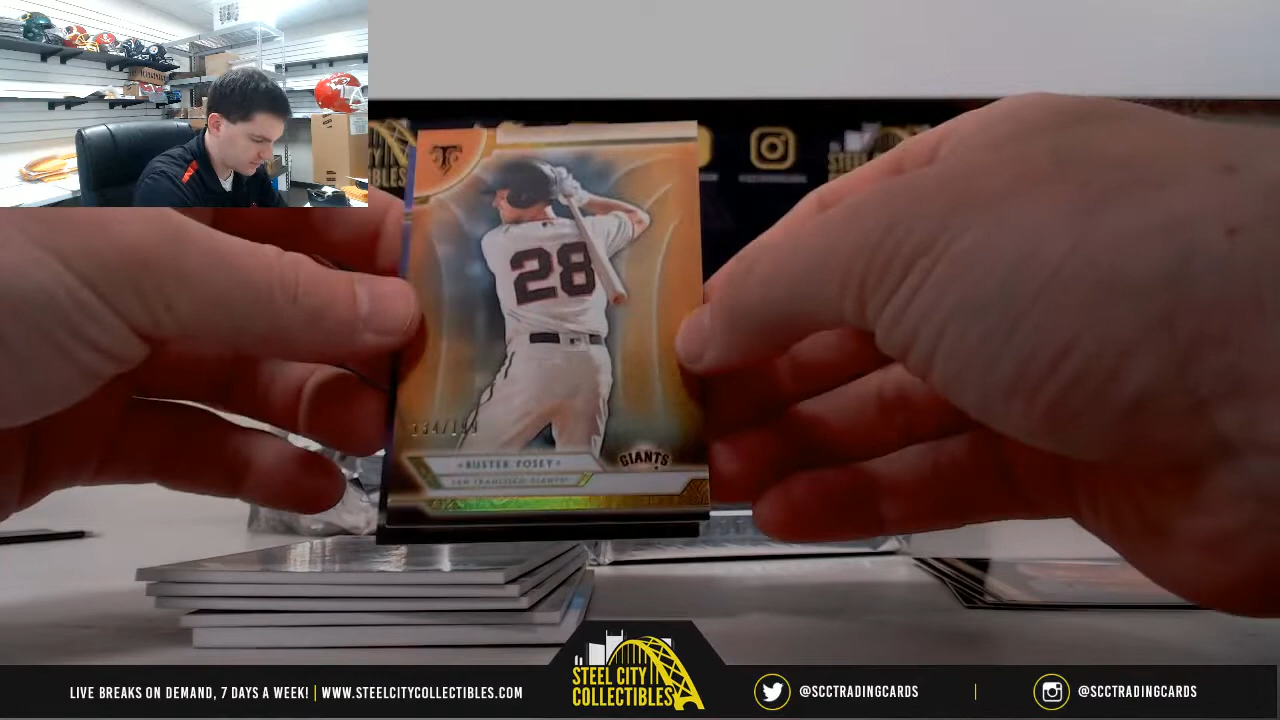 CITY
28
BUSTER POSEY
SAN FRANCISCO GIANTS
GIANTS
STEEL CITY
COLLECTIBLES
LIVE BREAKS ON DEMAND, 7 DAYS A WEEK! | WWW.STEELCITYCOLLECTIBLES.COM
@SCCTRADINGCARDS
@SCCTRADINGCARDS